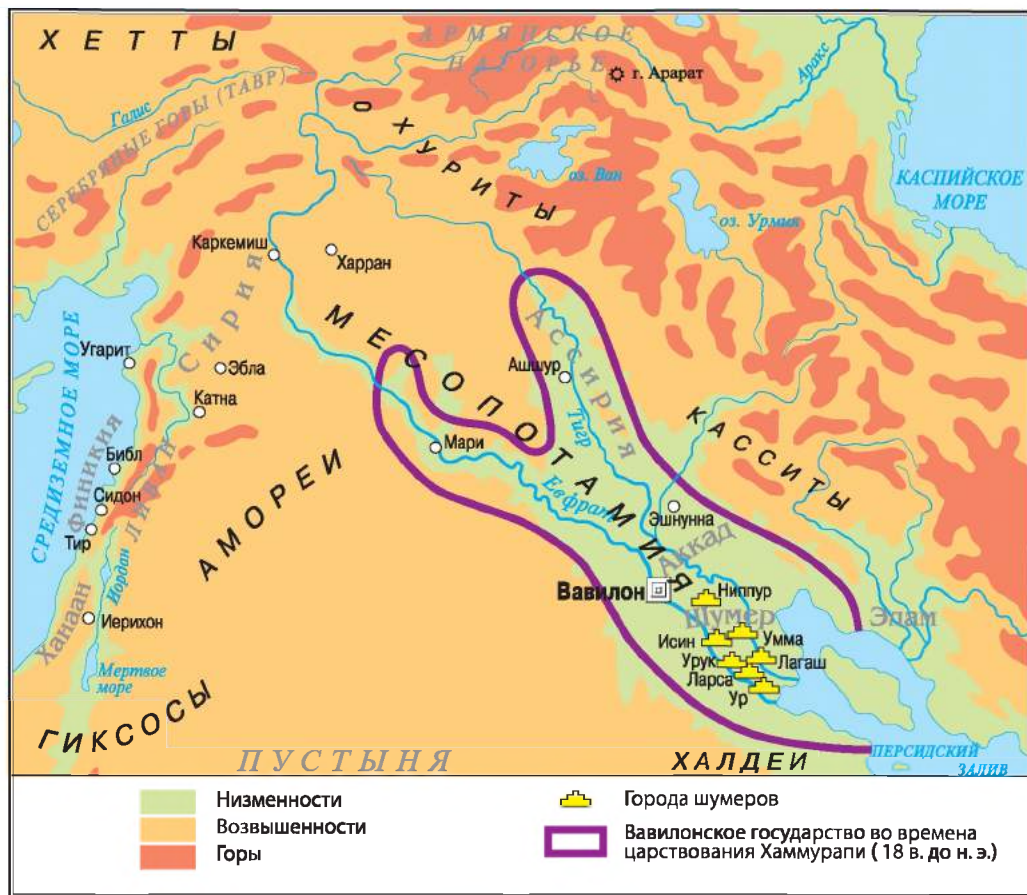 ХЕТТЫ
АРМЯНСКОЕ
НАГОРЬЕ
г. Арарат
Аракс
Галис
СЕРЕБРЯНЫЕ ГОРЫ (ТАВР)
ХУРИТЫ
оз. Ван
оз. Урмия
КАСПИЙСКОЕ
МОРЕ
Каркемиш
Харран
Сирия
МЕСОПОТАМИЯ
Ассирия
СРЕДИЗЕМНОЕ МОРЕ
Угарит
Эбла
Ашшур
Катна
Тигр
КАССИТЫ
Мари
Библ
Финикия
ЛИВАН
Сидон
Тир
АМОРЕИ
Евфрат
Эшнунна
Аккад
Иордан
Ханаан
Иерихон
Вавилон
Ниппур
Шумер
Элам
Исин
Умма
Урук
Лагаш
Ларса
Ур
Мертвое
море
ГИКСОСЫ
ПУСТЫНЯ
ХАЛДЕИ
ПЕРСИДСКИЙ
ЗАЛИВ
Низменности
Возвышенности
Горы
Города шумеров
Вавилонское государство во времена
царствования Хаммурапи ( 18 в. до н. э.)